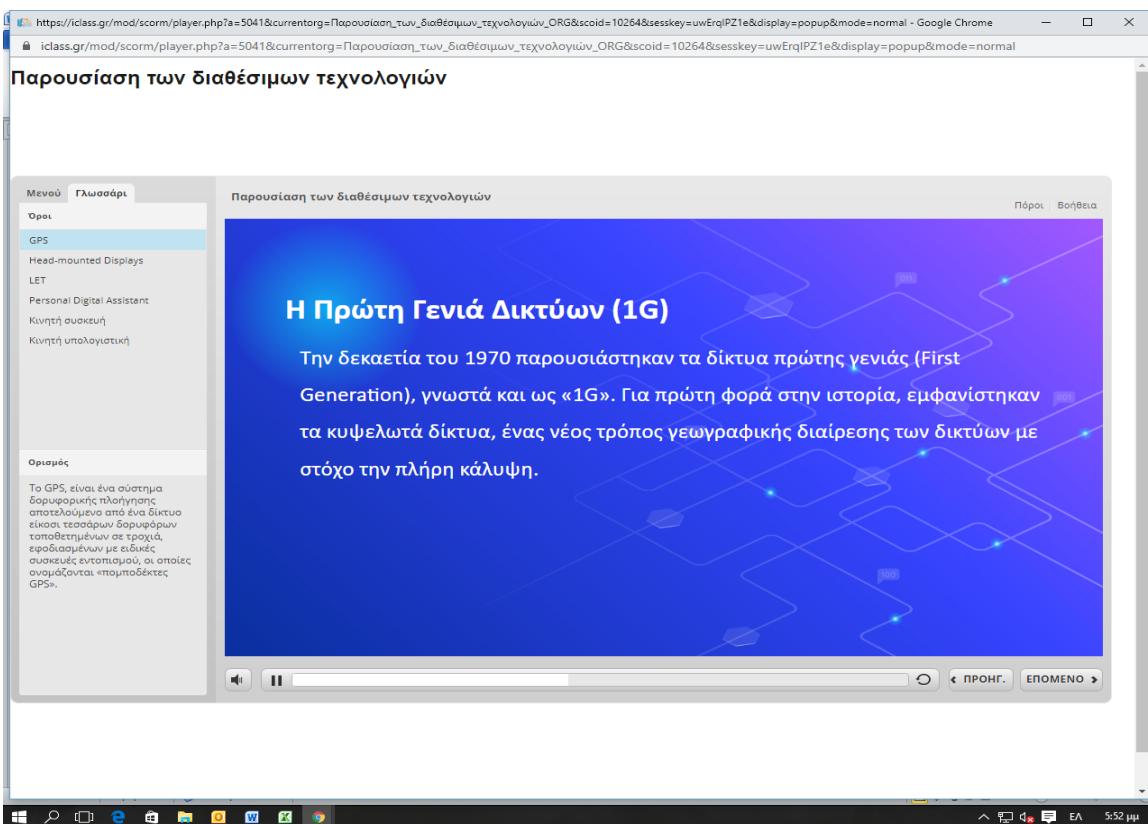 https://iclass.gr/mod/scorm/player.php?a=5041&currentorg=Παρουσίαση_των_διαθέσιμων_τεχνολογιών_ORG&scoid=10264&sesskey=uwErqIPZ1e&display=popup&mode=normal - Google Chrome
iclass.gr/mod/scorm/player.php?a=5041&currentorg=Παρουσίαση_των_διαθέσιμων_τεχνολογιών_ORG&scoid=10264&sesskey=uwErqIPZ1e&display=popup&mode=normal
Παρουσίαση των διαθέσιμων τεχνολογιών
Μενού Γλωσσάρι
Όροι
GPS
Head-mounted Displays
LET
Personal Digital Assistant
Κινητή συσκευή
Κινητή υπολογιστική
Ορισμός
Το GPS, είναι ένα σύστημα
δορυφορικής πλοήγησης
αποτελούμενο από ένα δίκτυο
είκοσι τεσσάρων δορυφόρων
τοποθετημένων σε τροχιά,
εφοδιασμένων με ειδικές
συσκευές εντοπισμού, οι οποίες
ονομάζονται «πομποδέκτες
GPS».
Παρουσίαση των διαθέσιμων τεχνολογιών
Πόροι Βοήθεια
Η Πρώτη Γενιά Δικτύων (1G)
Την δεκαετία του 1970 παρουσιάστηκαν τα δίκτυα πρώτης γενιάς (First
Generation), γνωστά και ως «1G». Για πρώτη φορά στην ιστορία, εμφανίστηκαν
τα κυψελωτά δίκτυα, ένας νέος τρόπος γεωγραφικής διαίρεσης των δικτύων με
στόχο την πλήρη κάλυψη.
011
001
100
ΠΡΟΗΓ. ΕΠΟΜΕΝΟ
ΕΛ 5:52 μμ